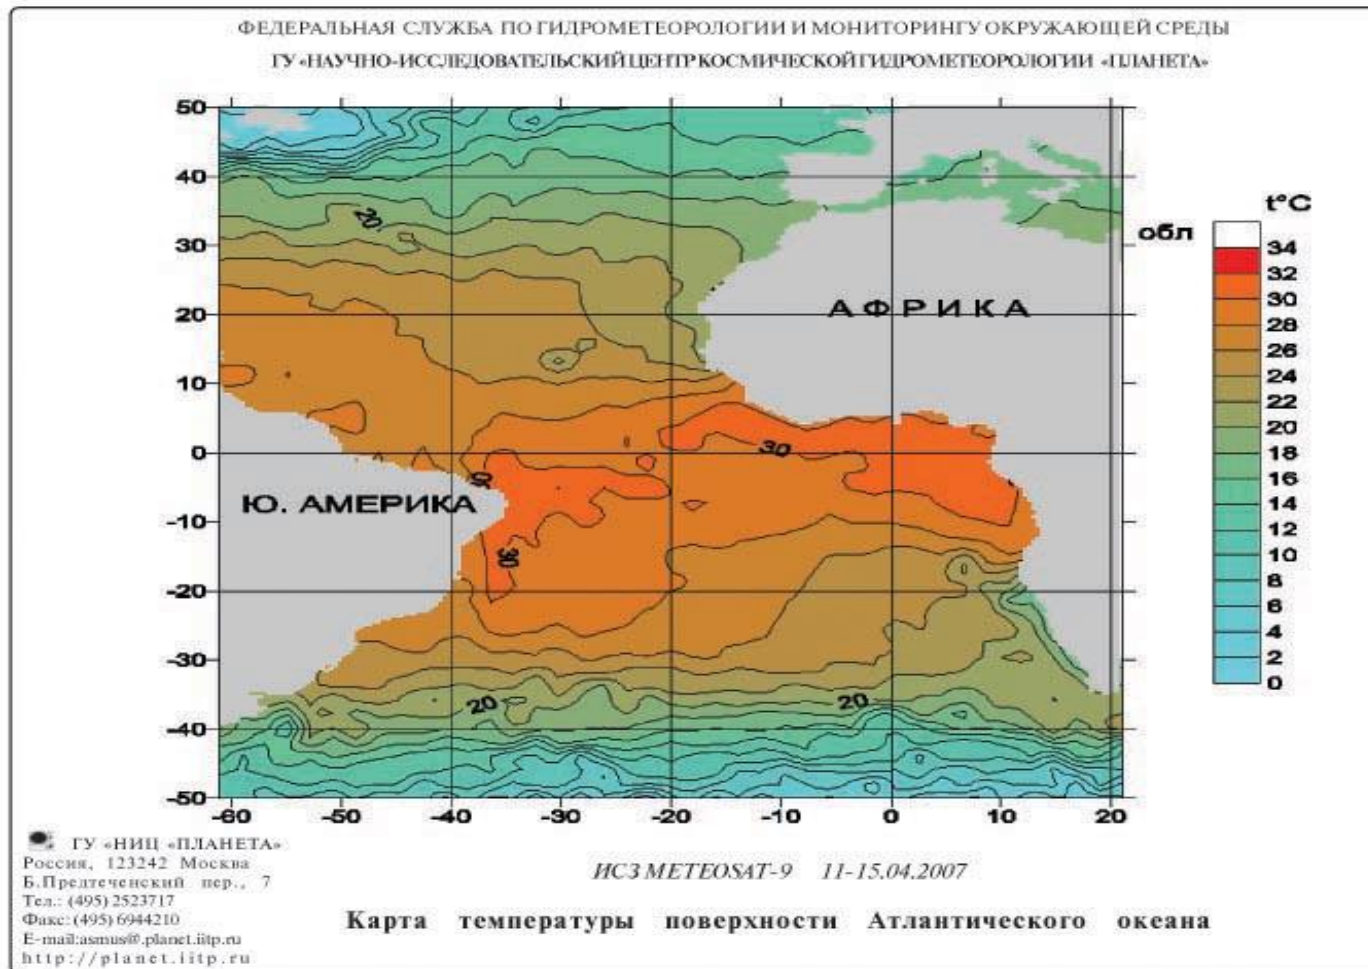 ФЕДЕРАЛЬНАЯ СЛУЖБА ПО ГИДРОМЕТЕОРОЛОГИИ И МОНИТОРИНГУ ОКРУЖАЮЩЕЙ СРЕДЫ
ГУ «НАУЧНО-ИССЛЕДОВАТЕЛЬСКИЙ ЦЕНТР КОСМИЧЕСКОЙ ГИДРОМЕТЕОРОЛОГИИ «ПЛАНЕТА»
50
40
30
20
10
0
-10
-20
-30
-40
-50
-60 -50 -40 -30 -20 -10 0 10 20
20
АФРИКА
30
30
Ю. АМЕРИКА
30
20
20
t°C
обл
34
32
30
28
26
24
22
20
18
16
14
12
10
8
6
4
2
0
ГУ «НИЦ «ПЛАНЕТА»
Россия, 123242 Москва
Б.Предтеченский пер., 7
Тел.: (495) 2523717
Факс: (495) 6944210
E-mail:asmus@.planet.iitp.ru
http://planet.iitp.ru
ИСЗ METEOSAT-9 11-15.04.2007
Карта температуры поверхности Атлантического океана